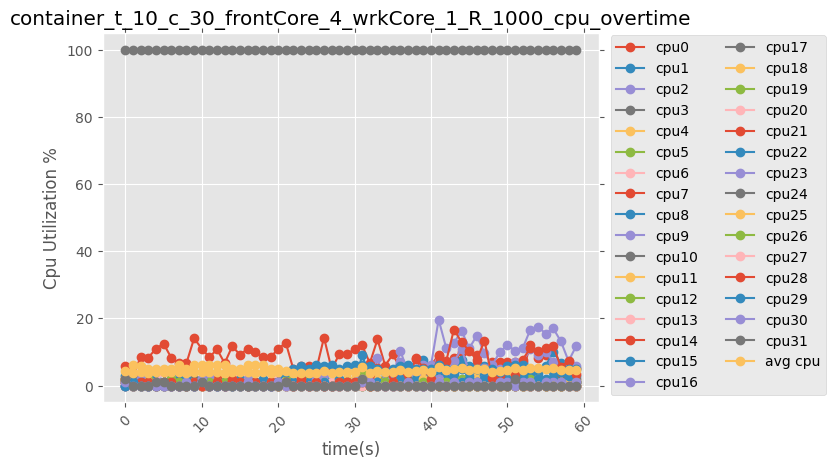 container_t_10_c_30_frontCore_4_wrkCore_1_R_1000_cpu_overtime
100
80
60
40
20
0
Cpu Utilization %
0
10
20
30
40
50
60
time(s)
cpu0
cpu1
cpu2
cpu3
cpu4
cpu5
cpu6
cpu7
cpu8
cpu9
cpu10
cpu11
cpu12
cpu13
cpu14
cpu15
cpu16
cpu17
cpu18
cpu19
cpu20
cpu21
cpu22
cpu23
cpu24
cpu25
cpu26
cpu27
cpu28
cpu29
cpu30
cpu31
avg cpu